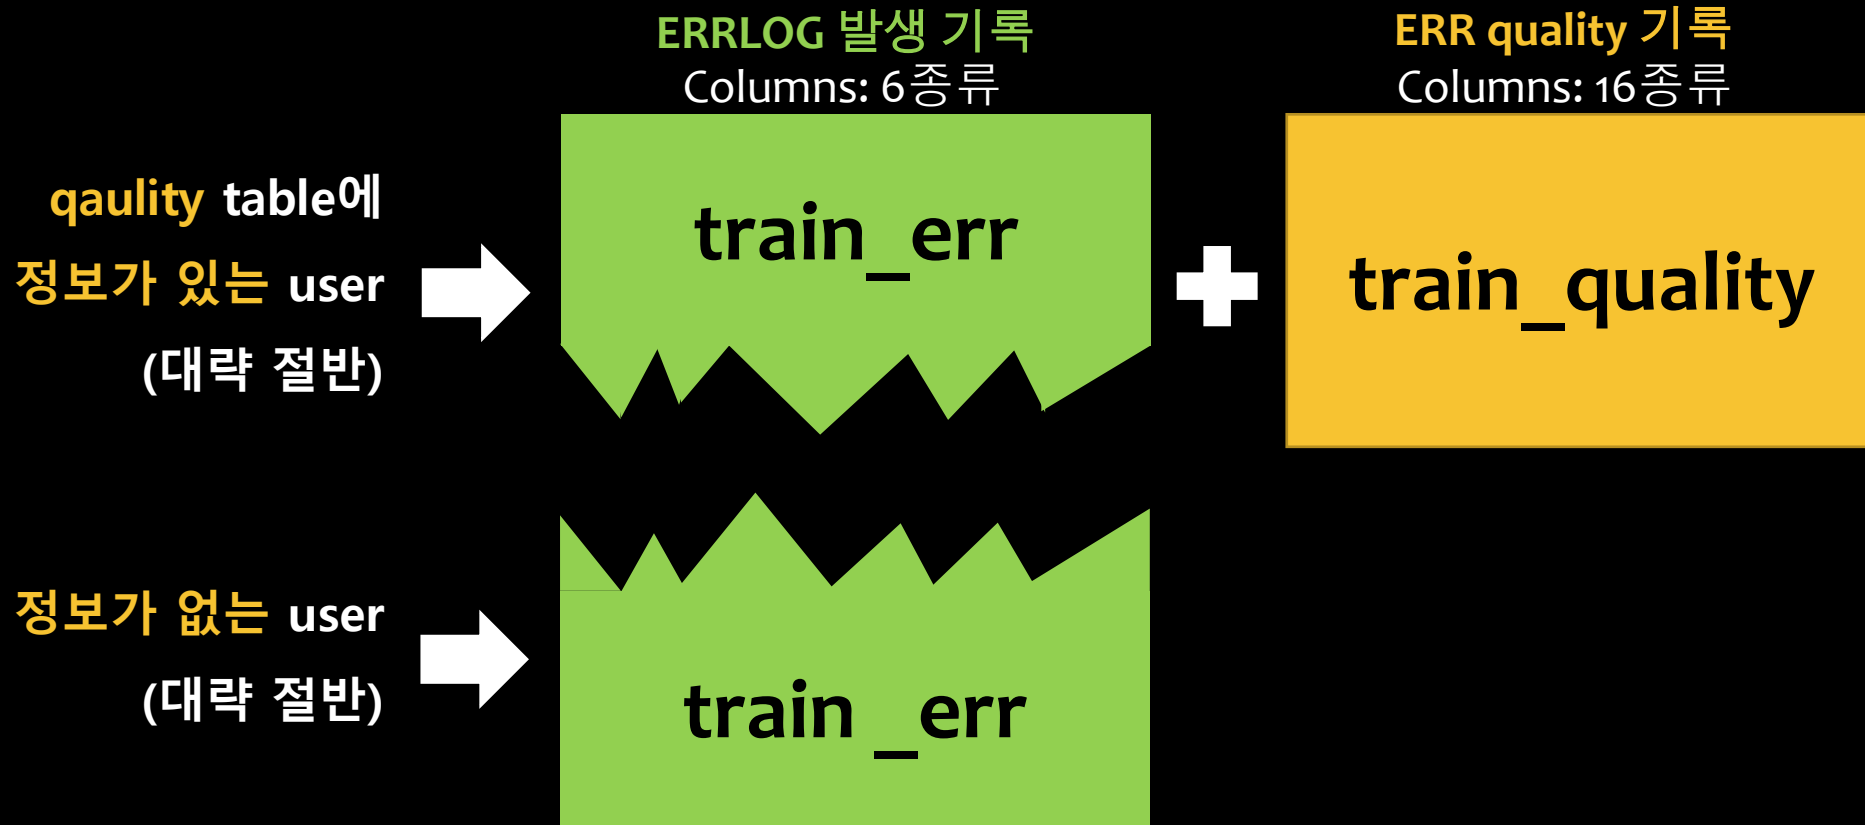 ERRLOG 발생 기록
Columns: 6종류
ERR quality 기록
Columns: 16종류
qaulity table에
정보가 있는 user
(대략 절반)
train_err
train_quality
정보가 없는 user
(대략 절반)
train _err